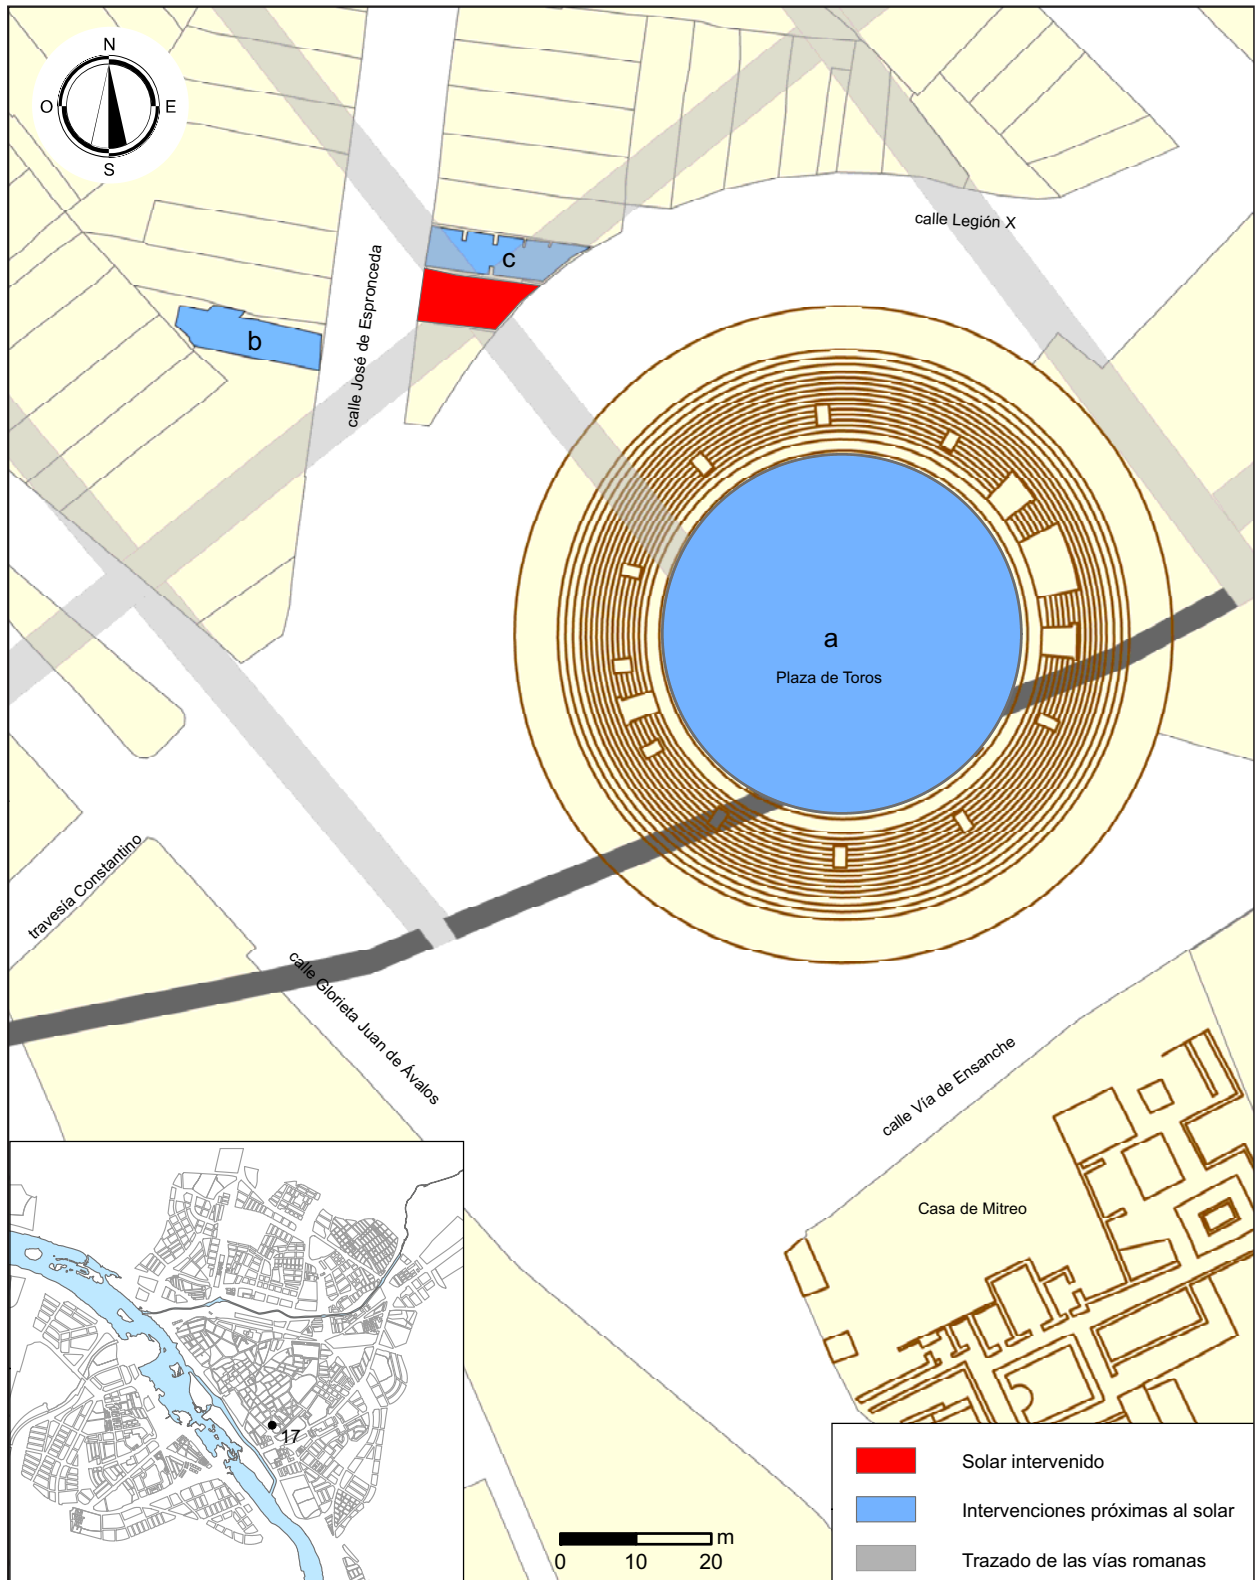 N
O
E
S
calle Legión X
c
b
calle José de Espronceda
a
Plaza de Toros
travesía Constantino
calle Glorieta Juan de Ávalos
calle Vía de Ensanche
Casa de Mitreo
17
Solar intervenido
Intervenciones próximas al solar
Trazado de las vías romanas
m
0 10 20